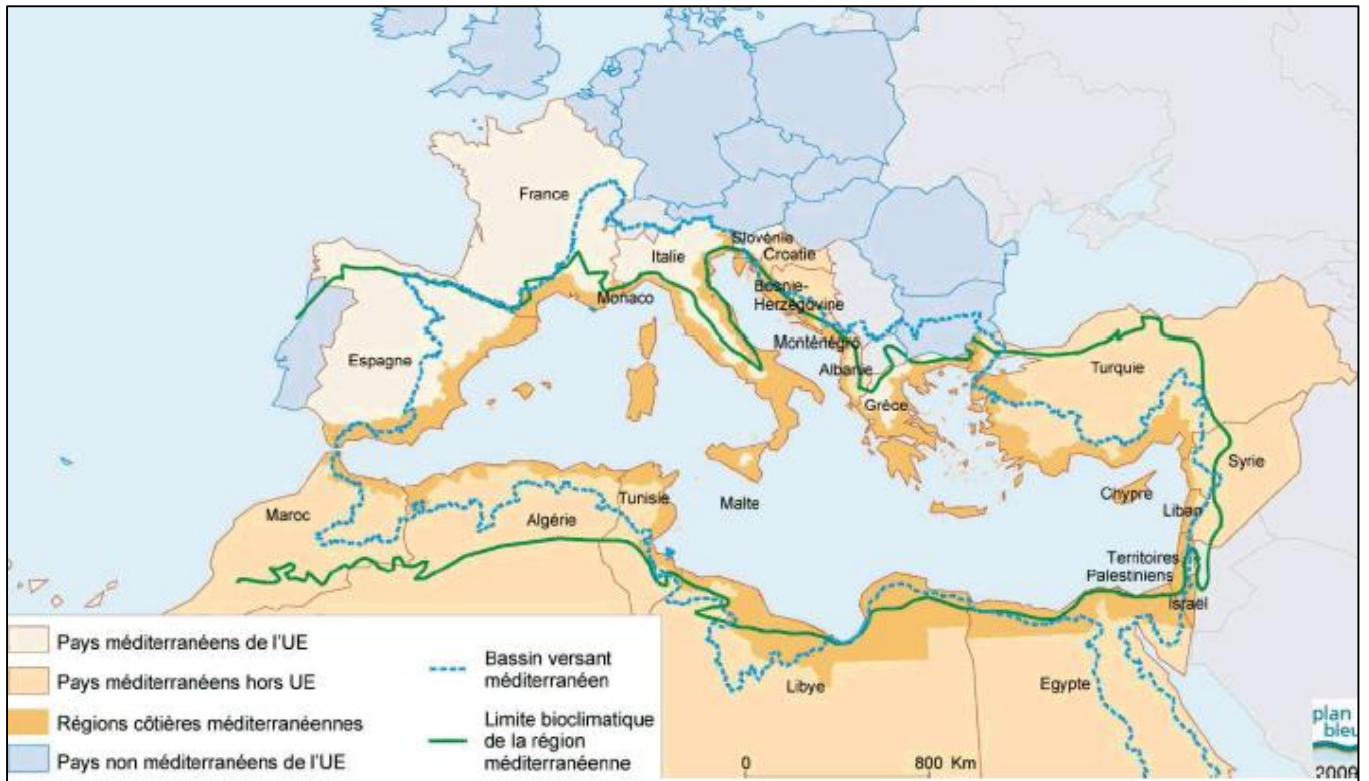 France
Slovénie
Croatie
Italie
Bosnie-
Herzégovine
Monaco
Monténégro
Espagne
Albanie
Turquie
Grèce
Syrie
Chypre
Tunisie
Malte
Liban
Maroc
Algérie
Territoires
Palestiniens
Israël
Libye
Egypte
Pays méditerranéens de l'UE
Pays méditerranéens hors UE
Régions côtières méditerranéennes
Pays non méditeranéens de l'UE
Bassin versant
méditerranéen
Limite bioclimatique
de la région
méditerranéenne
0 800 Km
plan
bleu
2009